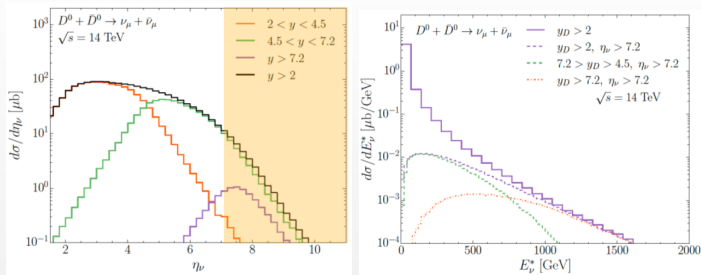 D⁰ + D̄⁰ → ν_μ + ν̄_μ
√s = 14 TeV
2 < y < 4.5
4.5 < y < 7.2
y > 7.2
y > 2
dσ/dη_ν [μb]
10³
10²
10¹
10⁰
10⁻¹
2 4 6 8 10
η_ν
D⁰ + D̄⁰ → ν_μ + ν̄_μ
y_D > 2
y_D > 2, η_ν > 7.2
7.2 > y_D > 4.5, η_ν > 7.2
y_D > 7.2, η_ν > 7.2
√s = 14 TeV
dσ/dE*_ν [μb/GeV]
10¹
10⁰
10⁻¹
10⁻²
10⁻³
10⁻⁴
0 400 800 1200 1600 2000
E*_ν [GeV]